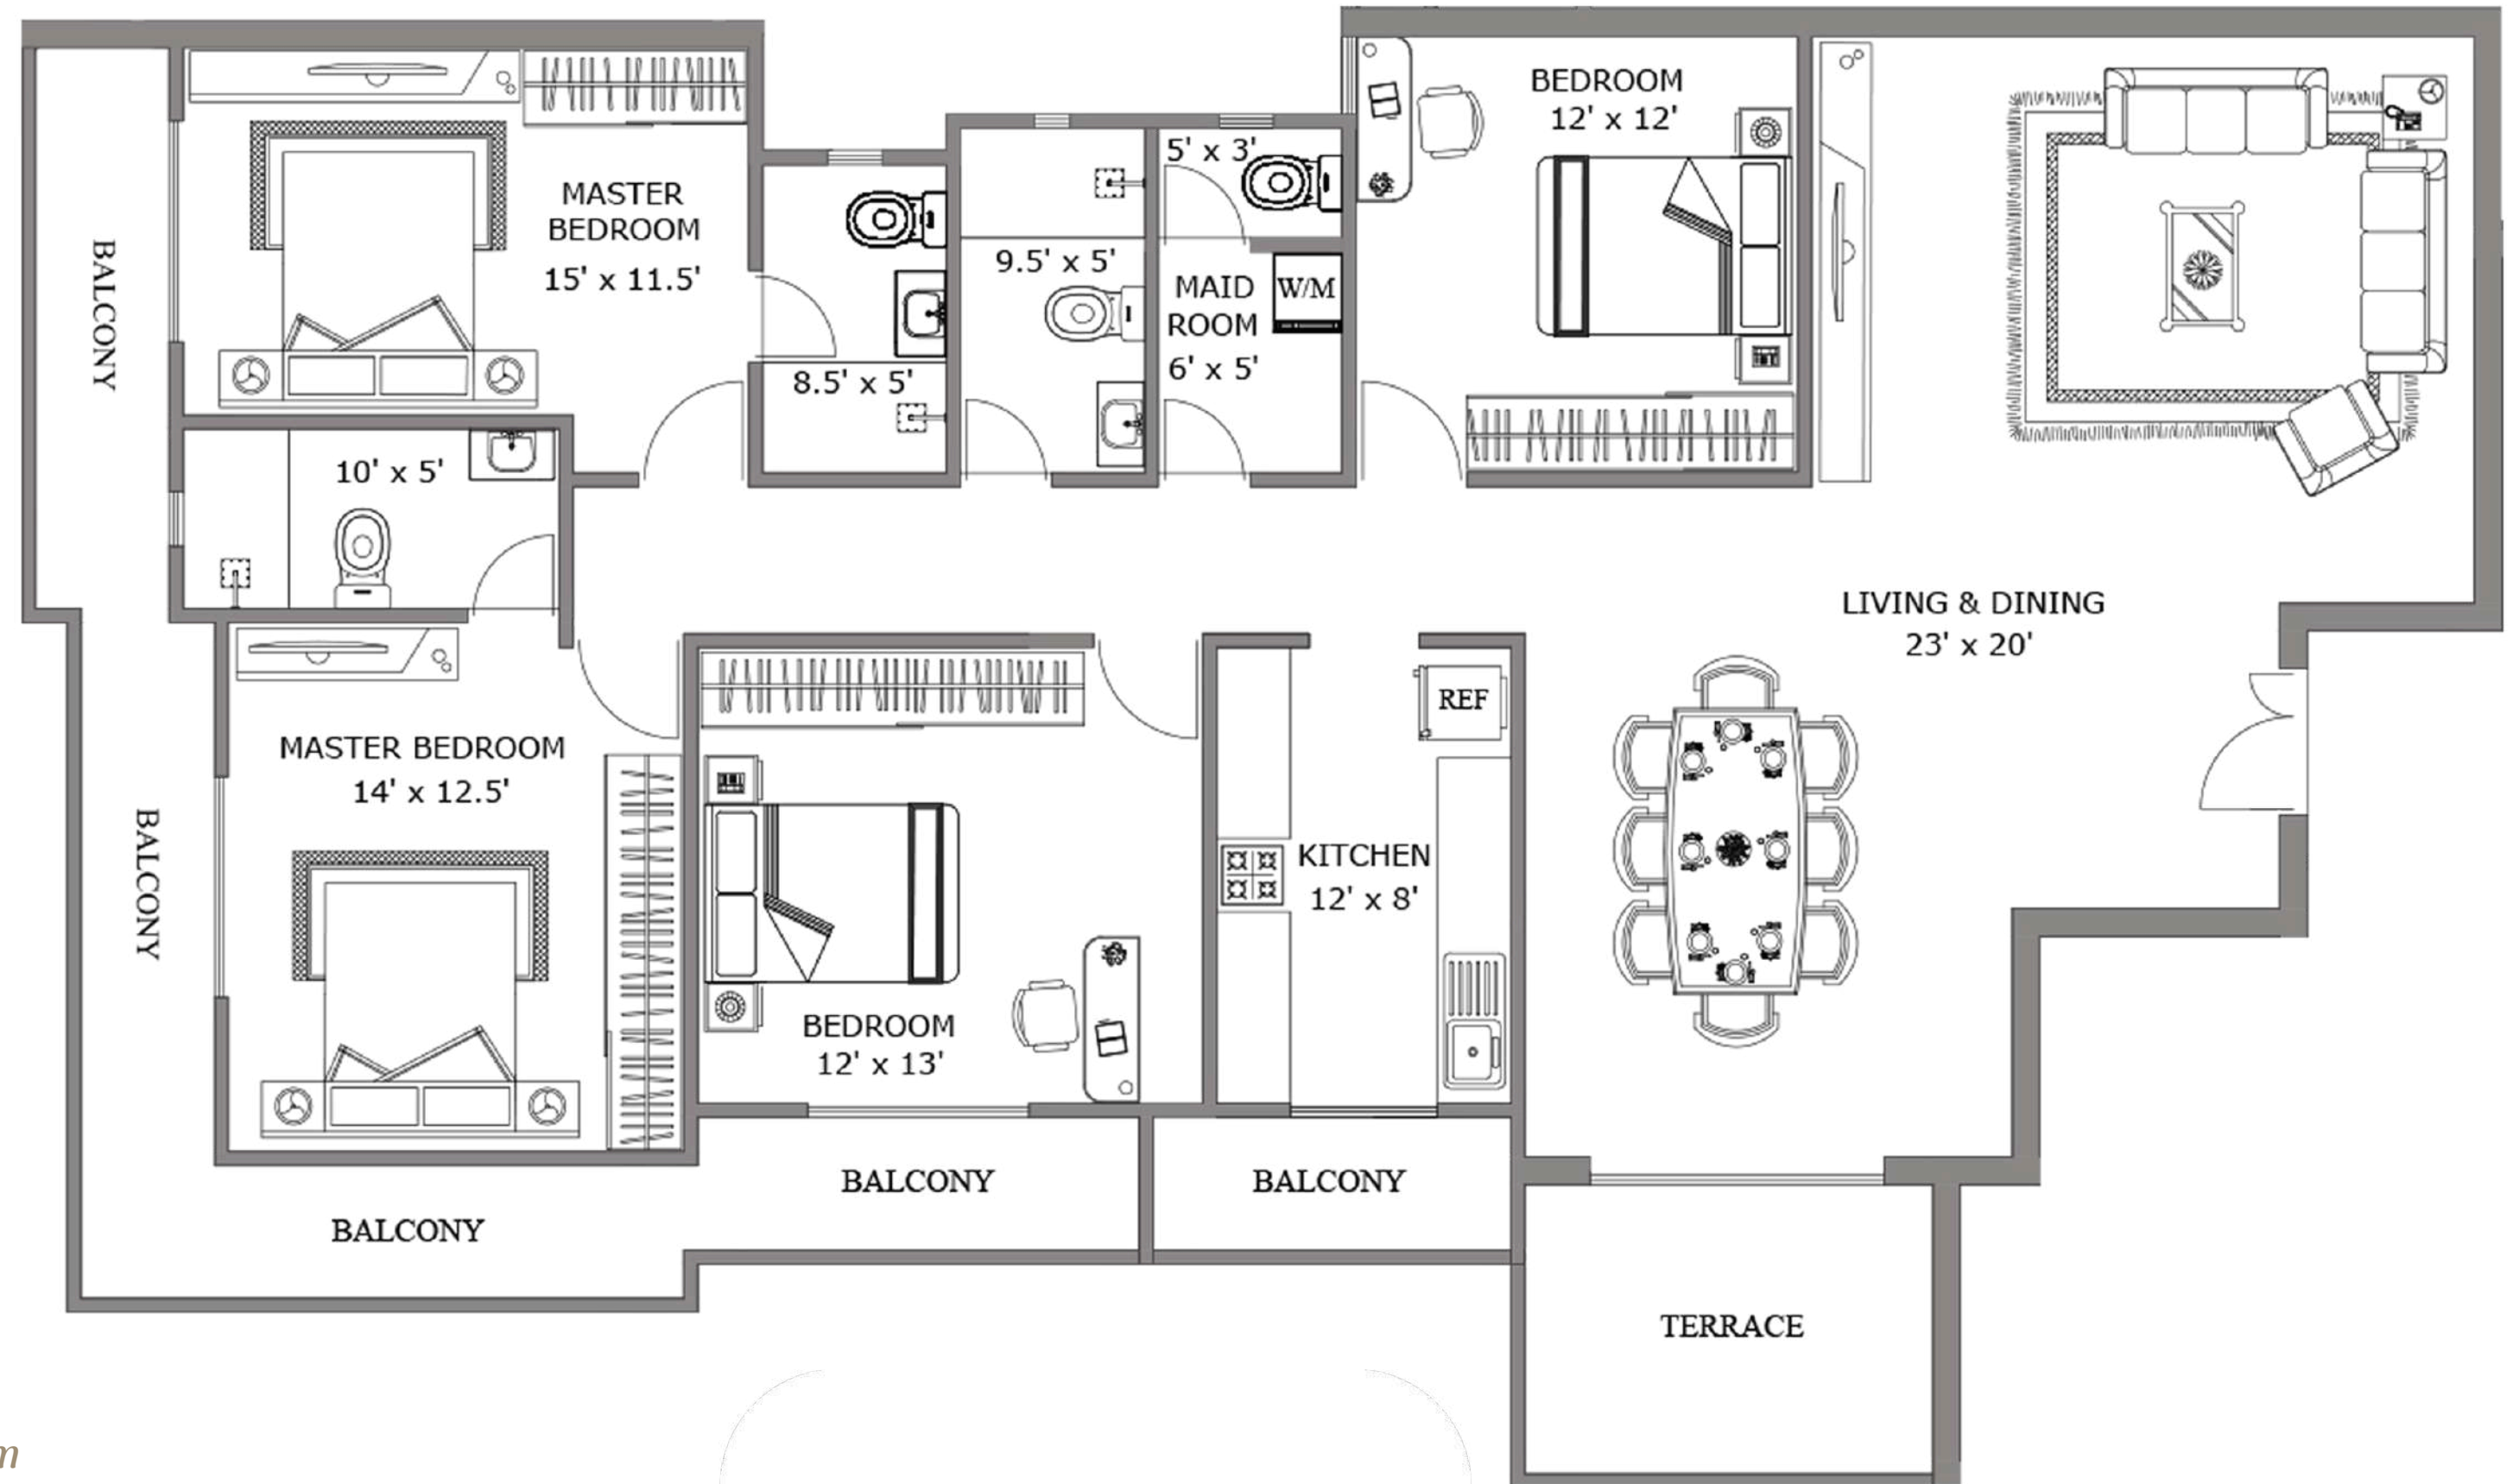 BALCONY
MASTER
BEDROOM
15' x 11.5'
8.5' x 5'
9.5' x 5'
5' x 3'
MAID
ROOM
6' x 5'
W/M
BEDROOM
12' x 12'
10' x 5'
LIVING & DINING
23' x 20'
MASTER BEDROOM
14' x 12.5'
BALCONY
BEDROOM
12' x 13'
REF
KITCHEN
12' x 8'
BALCONY
BALCONY
BALCONY
TERRACE
n